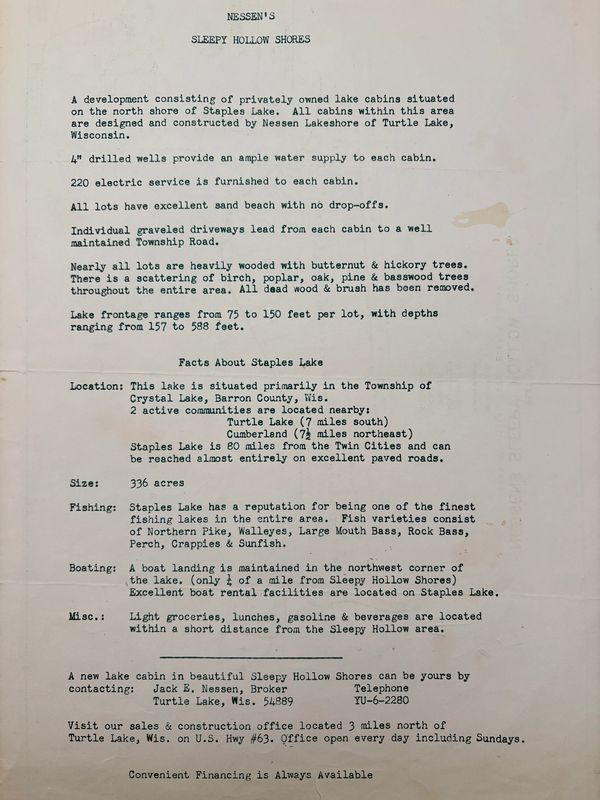 NESSEN'S
SLEEPY HOLLOW SHORES
A development consisting of privately owned lake cabins situated
on the north shore of Staples Lake. All cabins within this area
are designed and constructed by Nessen Lakeshore of Turtle Lake,
Wisconsin.
4" drilled wells provide an ample water supply to each cabin.
220 electric service is furnished to each cabin.
All lots have excellent sand beach with no drop-offs.
Individual graveled driveways lead from each cabin to a well
maintained Township Road.
Nearly all lots are heavily wooded with butternut & hickory trees.
There is a scattering of birch, poplar, oak, pine & basswood trees
throughout the entire area. All dead wood & brush has been removed.
Lake frontage ranges from 75 to 150 feet per lot, with depths
ranging from 157 to 588 feet.
Facts About Staples Lake
Location: This lake is situated primarily in the Township of
Crystal Lake, Barron County, Wis.
2 active communities are located nearby:
Turtle Lake (7 miles south)
Cumberland (7½ miles northeast)
Staples Lake is 80 miles from the Twin Cities and can
be reached almost entirely on excellent paved roads.
Size: 336 acres
Fishing: Staples Lake has a reputation for being one of the finest
fishing lakes in the entire area. Fish varieties consist
of Northern Pike, Walleyes, Large Mouth Bass, Rock Bass,
Perch, Crappies & Sunfish.
Boating: A boat landing is maintained in the northwest corner of
the lake. (only ¼ of a mile from Sleepy Hollow Shores)
Excellent boat rental facilities are located on Staples Lake.
Misc.: Light groceries, lunches, gasoline & beverages are located
within a short distance from the Sleepy Hollow area.
A new lake cabin in beautiful Sleepy Hollow Shores can be yours by
contacting: Jack E. Nessen, Broker Telephone
Turtle Lake, Wis. 54889 YU-6-2280
Visit our sales & construction office located 3 miles north of
Turtle Lake, Wis. on U.S. Hwy #63. Office open every day including Sundays.
Convenient Financing is Always Available